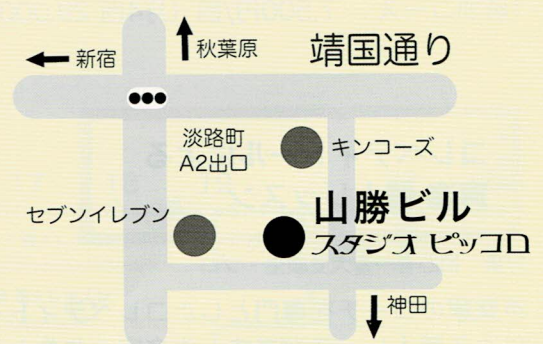 新宿
秋葉原
靖国通り
淡路町
A2出口
キンコーズ
セブンイレブン
山勝ビル
スタジオ ピッコロ
神田